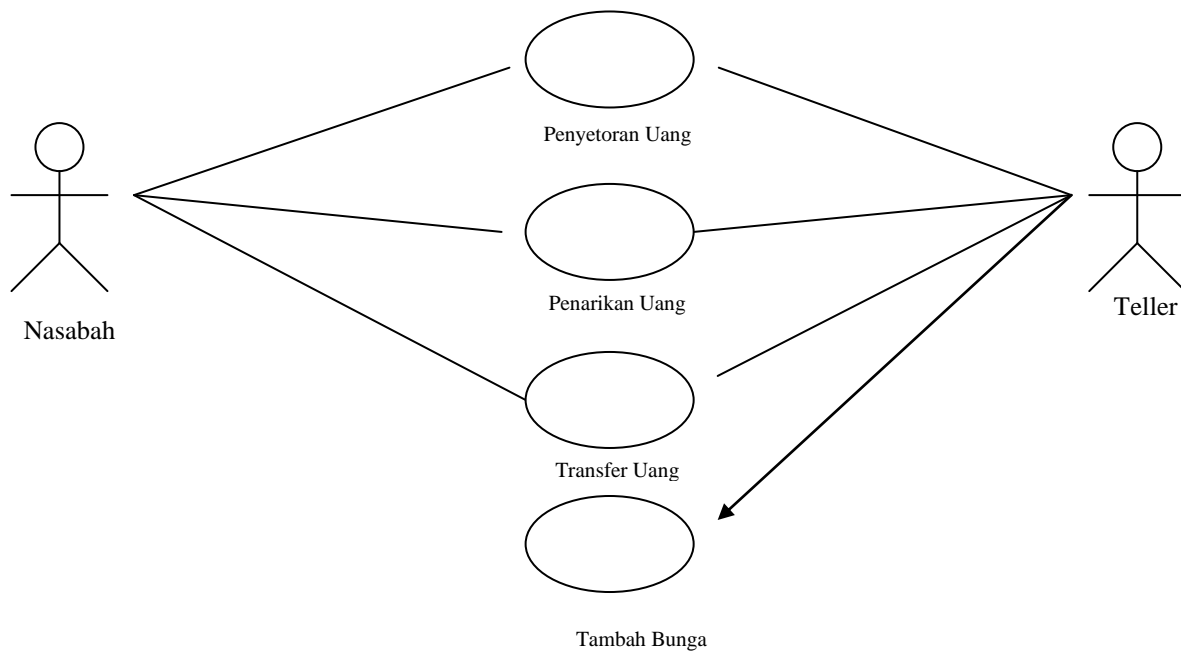 Penyetoran Uang
Penarikan Uang
Teller
Nasabah
Transfer Uang
Tambah Bunga